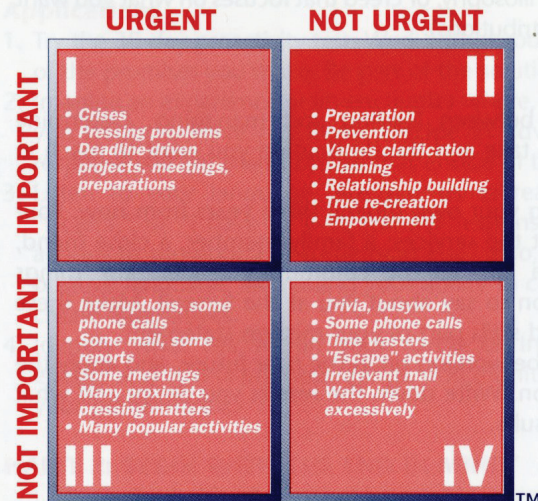 URGENT
NOT URGENT
IMPORTANT
I
• Crises
• Pressing problems
• Deadline-driven
projects, meetings,
preparations
II
• Preparation
• Prevention
• Values clarification
• Planning
• Relationship building
• True re-creation
• Empowerment
NOT IMPORTANT
• Interruptions, some
phone calls
• Some mail, some
reports
• Some meetings
• Many proximate,
pressing matters
• Many popular activities
III
• Trivia, busywork
• Some phone calls
• Time wasters
• "Escape" activities
• Irrelevant mail
• Watching TV
excessively
IV
TM